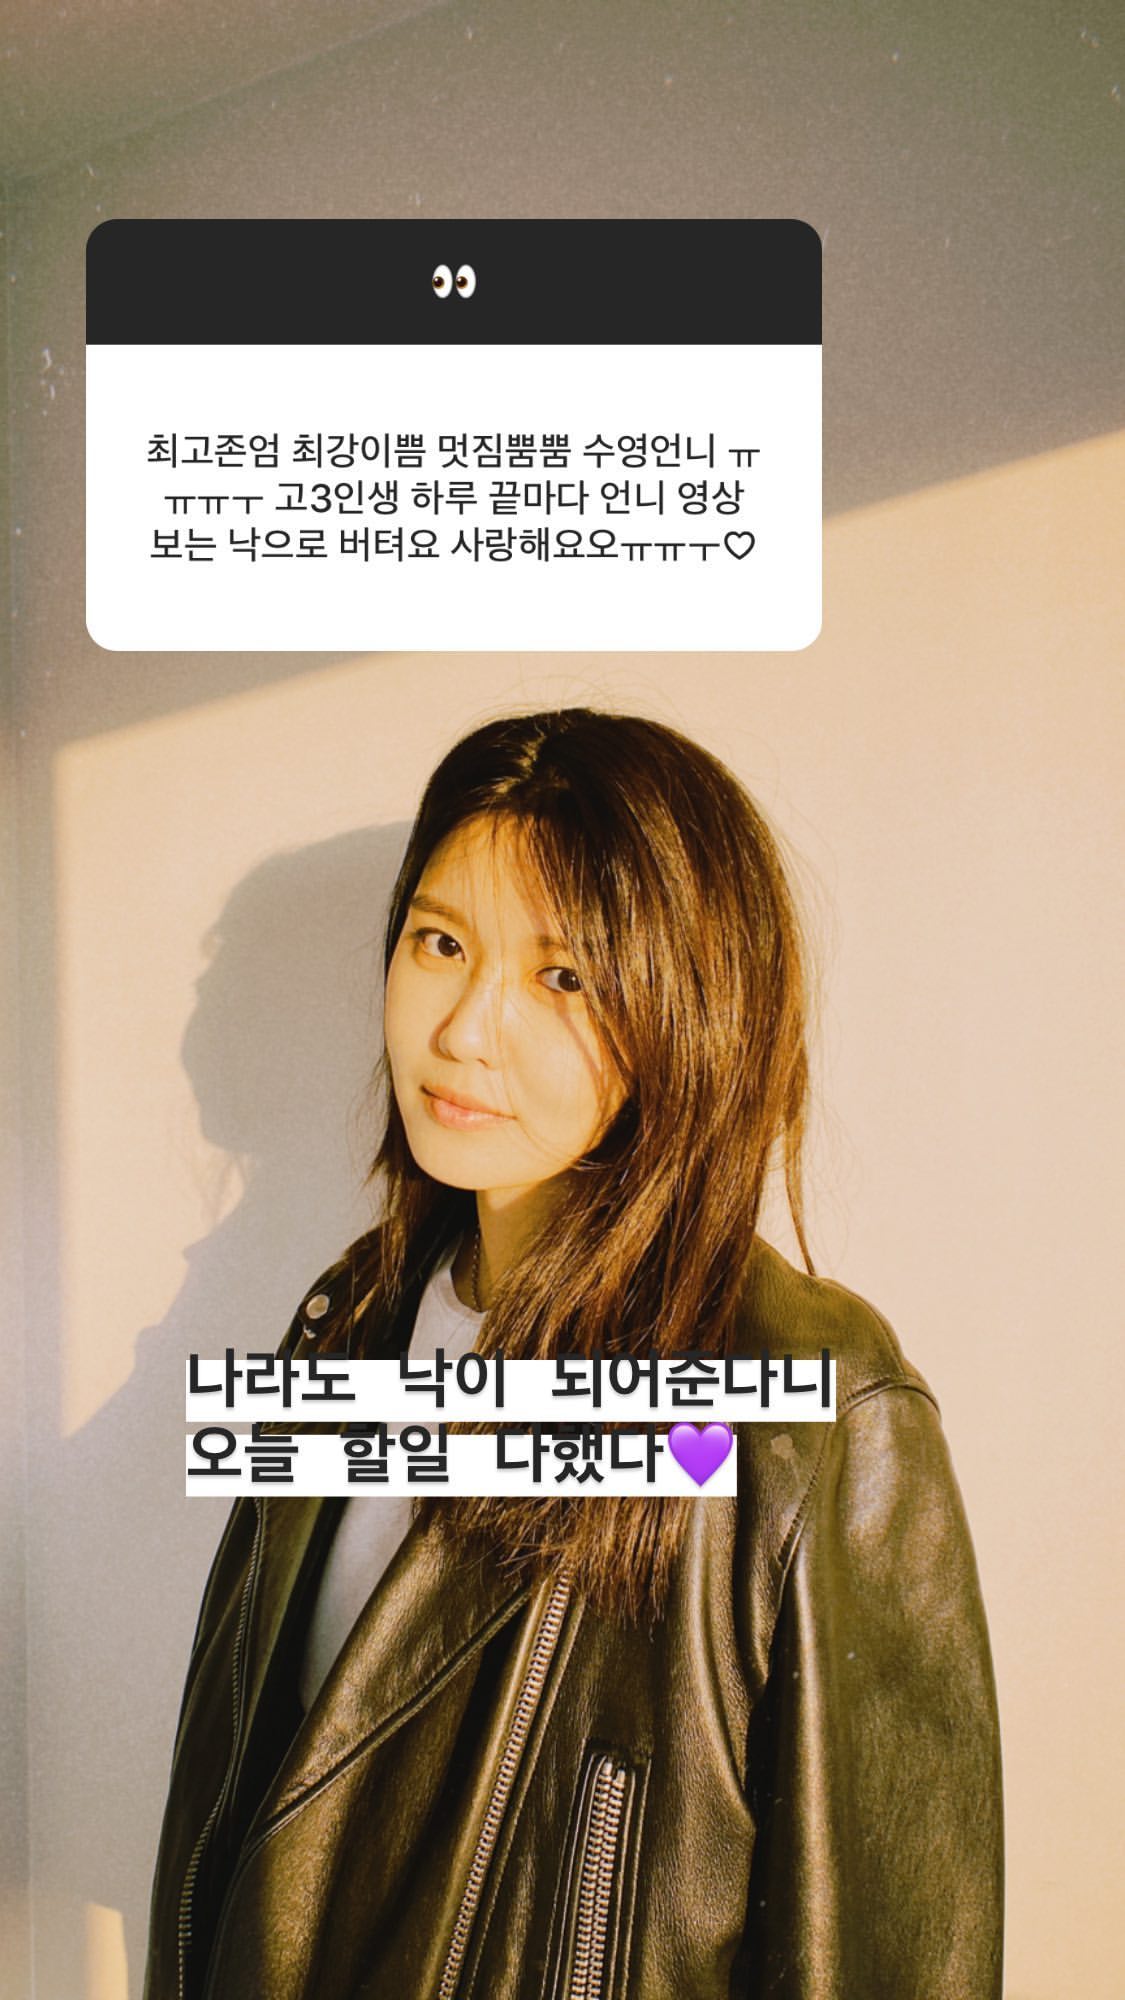 👀
최고존엄 최강이쁨 멋짐뿜뿜 수영언니 ㅠ
ㅠㅠㅜ 고3인생 하루 끝마다 언니 영상
보는 낙으로 버텨요 사랑해요오ㅠㅠㅜ♡
나라도 낙이 되어준다니
오늘 할일 다했다💜